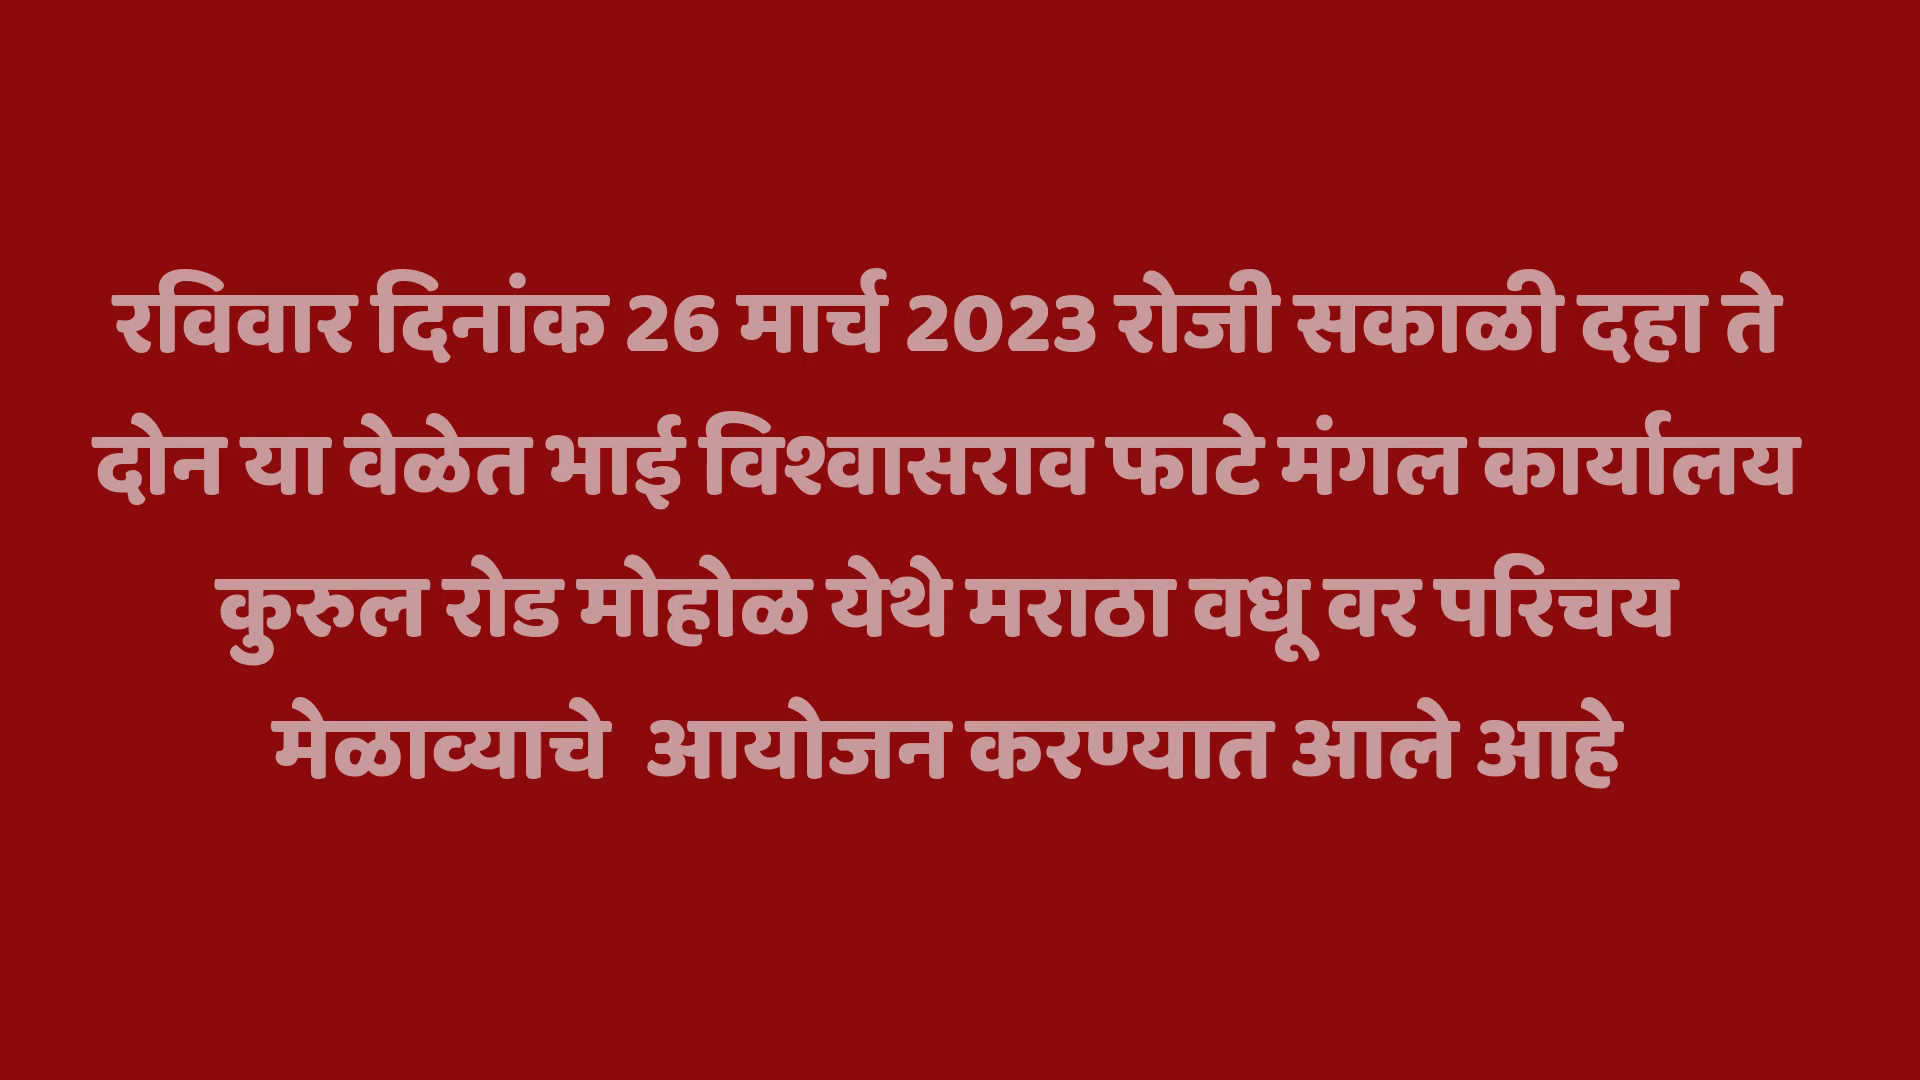 रविवार दिनांक 26 मार्च 2023 रोजी सकाळी दहा ते
दोन या वेळेत भाई विश्वासराव फाटे मंगल कार्यालय
कुरुल रोड मोहोळ येथे मराठा वधू वर परिचय
मेळाव्याचे  आयोजन करण्यात आले आहे